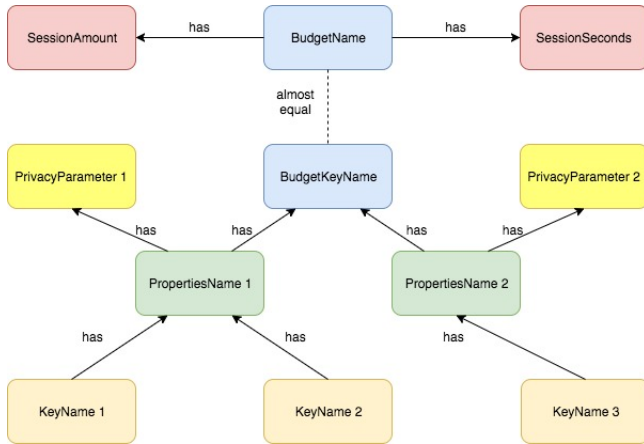 has
has
SessionAmount
BudgetName
SessionSeconds
almost
equal
PrivacyParameter 1
BudgetKeyName
PrivacyParameter 2
has
has
has
has
PropertiesName 1
PropertiesName 2
has
has
has
KeyName 1
KeyName 2
KeyName 3